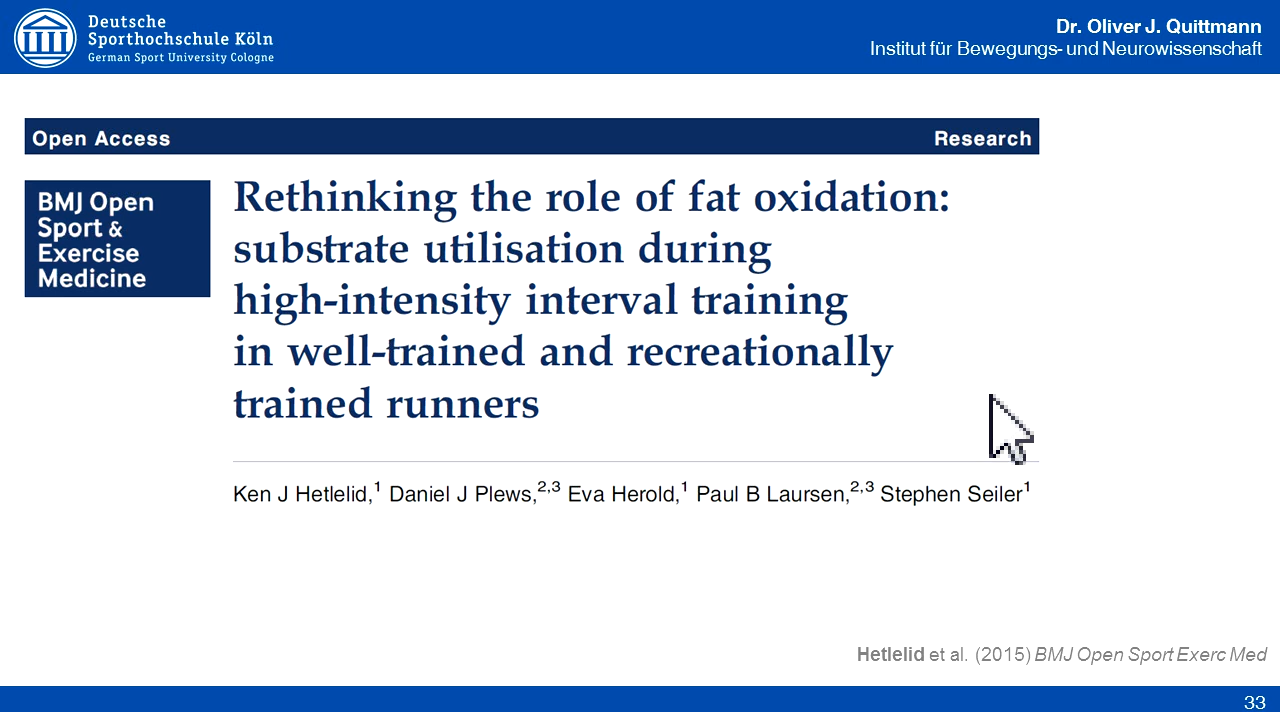 Deutsche
Sporthochschule Köln
German Sport University Cologne
Dr. Oliver J. Quittmann
Institut für Bewegungs- und Neurowissenschaft
Open Access
Research
BMJ Open
Sport &
Exercise
Medicine
Rethinking the role of fat oxidation:
substrate utilisation during
high-intensity interval training
in well-trained and recreationally
trained runners
Ken J Hetlelid,1 Daniel J Plews,2,3 Eva Herold,1 Paul B Laursen,2,3 Stephen Seiler1
Hetlelid et al. (2015) BMJ Open Sport Exerc Med
33